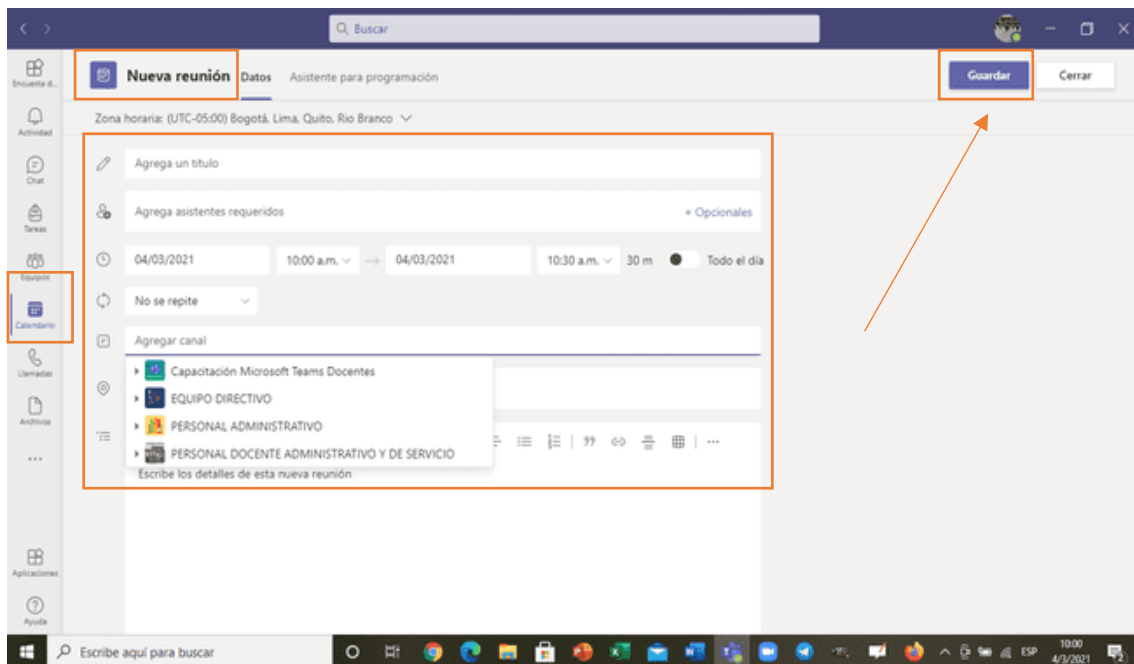 Buscar
Encuesta d...
Actividad
Chat
Tareas
Equipos
Calendario
Llamadas
Archivos
Aplicaciones
Ayuda
Nueva reunión Datos Asistente para programación
Guardar Cerrar
Zona horaria: (UTC-05:00) Bogotá, Lima, Quito, Rio Branco
Agrega un título
Agrega asistentes requeridos + Opcionales
04/03/2021 10:00 a.m. → 04/03/2021 10:30 a.m. 30 m Todo el día
No se repite
Agregar canal
Capacitación Microsoft Teams Docentes
EQUIPO DIRECTIVO
PERSONAL ADMINISTRATIVO
PERSONAL DOCENTE ADMINISTRATIVO Y DE SERVICIO
Escribe los detalles de esta nueva reunión
Escribe aquí para buscar
ESP
10:00
4/3/2021